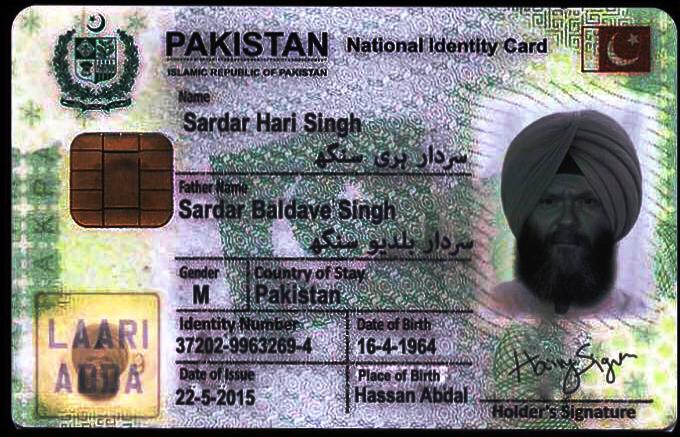 PAKISTAN National Identity Card
ISLAMIC REPUBLIC OF PAKISTAN
Name
Sardar Hari Singh
سردار ہری سنگھ
Father Name
Sardar Baldave Singh
سردار بلدیو سنگھ
Gender Country of Stay
M Pakistan
Identity Number Date of Birth
37202-9963269-4 16-4-1964
Date of Issue Place of Birth
22-5-2015 Hassan Abdal
LAARI
ADDA
Harry Singh
Holder's Signature